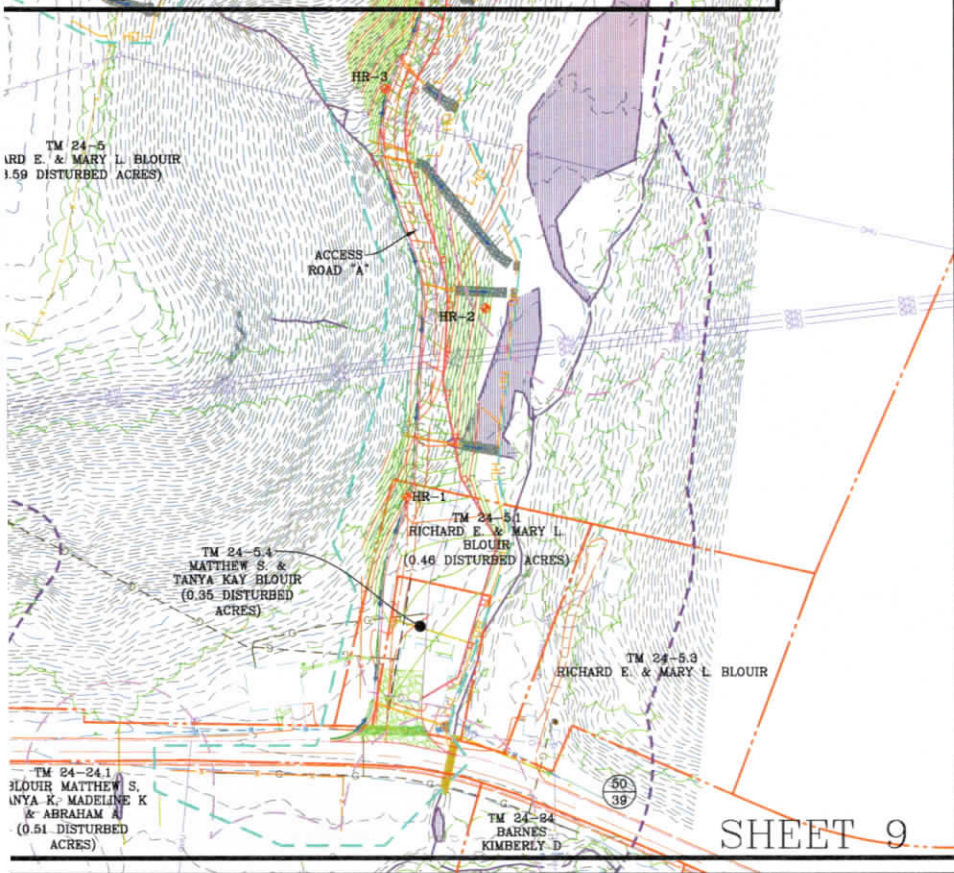 HR-3
TM 24-5
ARD E. & MARY L. BLOUIR
3.59 DISTURBED ACRES)
ACCESS
ROAD "A"
HR-2
HR-1
TM 24-5.1
RICHARD E. & MARY L.
BLOUIR
(0.46 DISTURBED ACRES)
TM 24-5.4
MATTHEW S. &
TANYA KAY BLOUIR
(0.35 DISTURBED
ACRES)
TM 24-5.3
RICHARD E. & MARY L. BLOUIR
TM 24-24.1
BLOUIR MATTHEW S,
ANYA K, MADELINE K
& ABRAHAM A
(0.51 DISTURBED
ACRES)
50
39
TM 24-24
BARNES
KIMBERLY D
SHEET 9